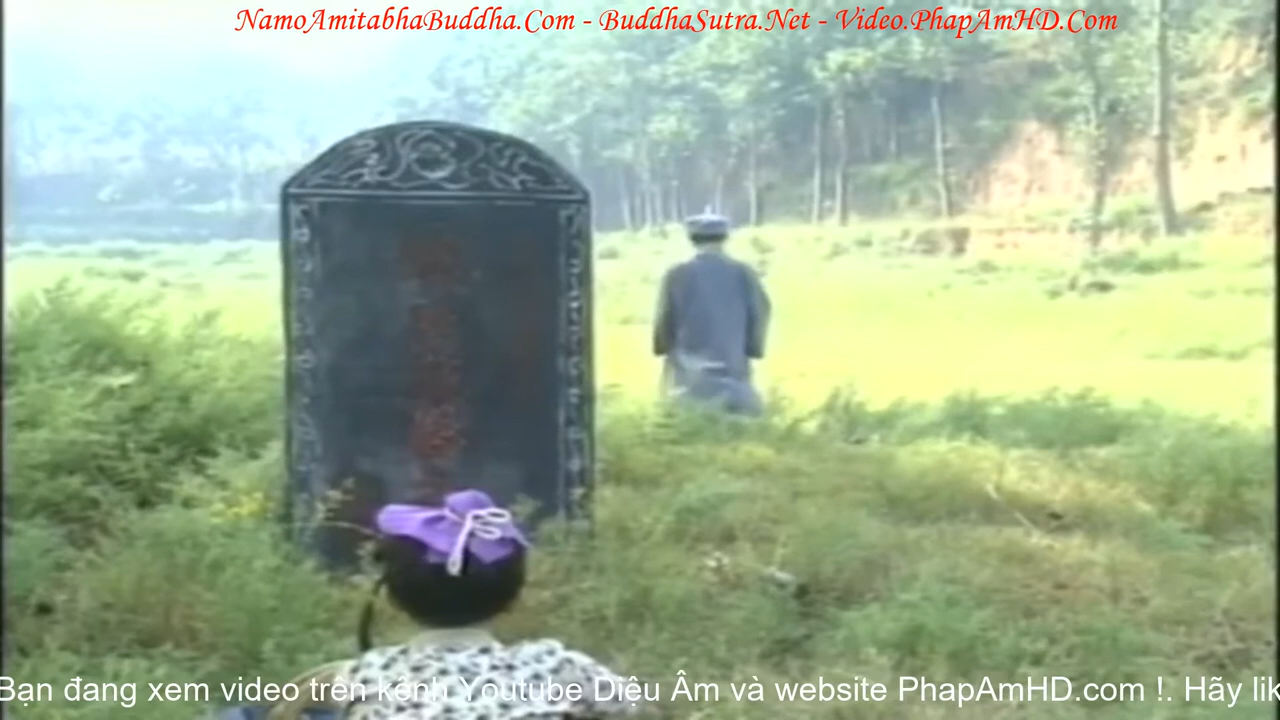 NamoAmitabhaBuddha.Com - BuddhaSutra.Net - Video.PhapAmHD.Com
Bạn đang xem video trên kênh Youtube Diệu Âm và website PhapAmHD.com !. Hãy lik